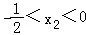 -1/2 < x₂ < 0